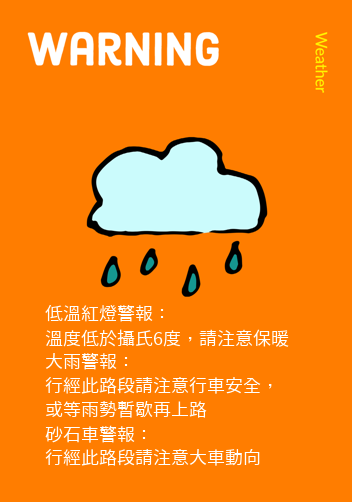 WARNING
Weather
低溫紅燈警報：
溫度低於攝氏6度，請注意保暖
大雨警報：
行經此路段請注意行車安全，
或等雨勢暫歇再上路
砂石車警報：
行經此路段請注意大車動向